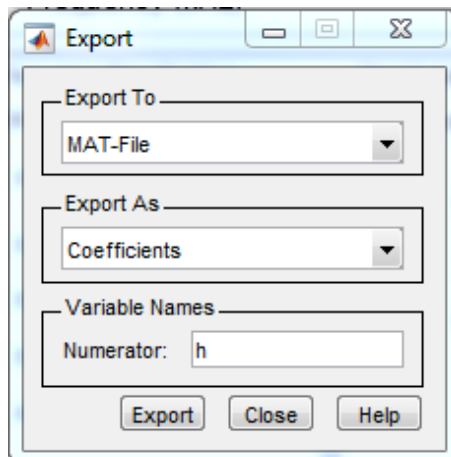 Export
Export To
MAT-File
Export As
Coefficients
Variable Names
Numerator: h
Export Close Help